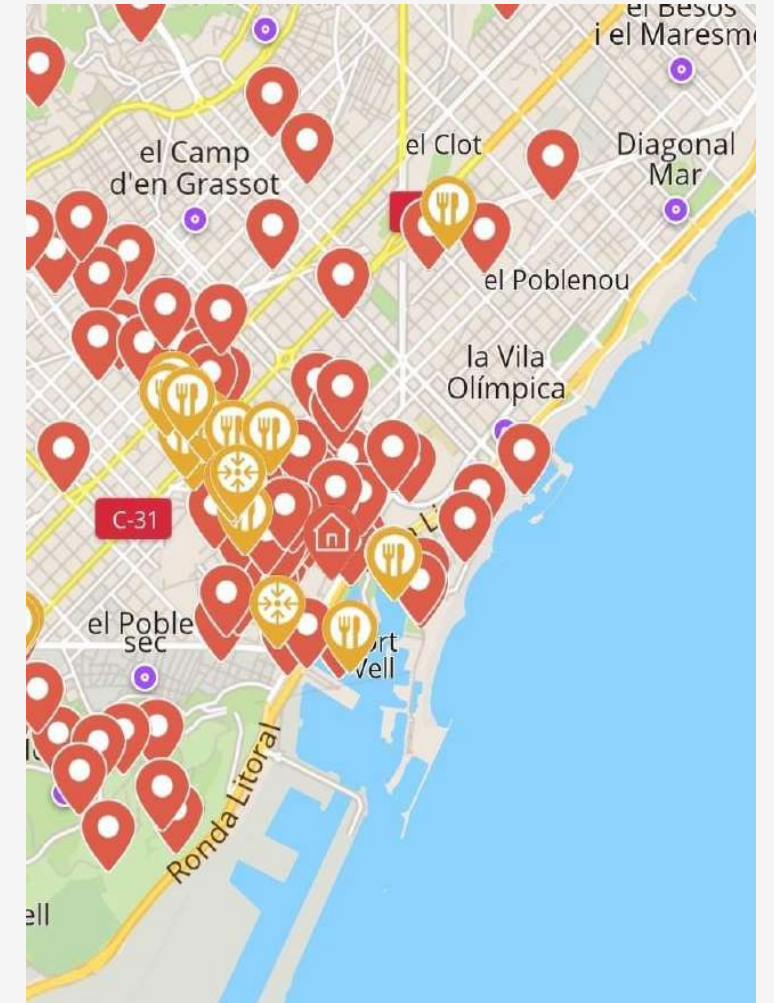 el Besòs
i el Maresme
el Camp
d'en Grassot
el Clot
Diagonal
Mar
el Poblenou
la Vila
Olímpica
C-31
el Poble
sec
Vell
Ronda Litoral
ell